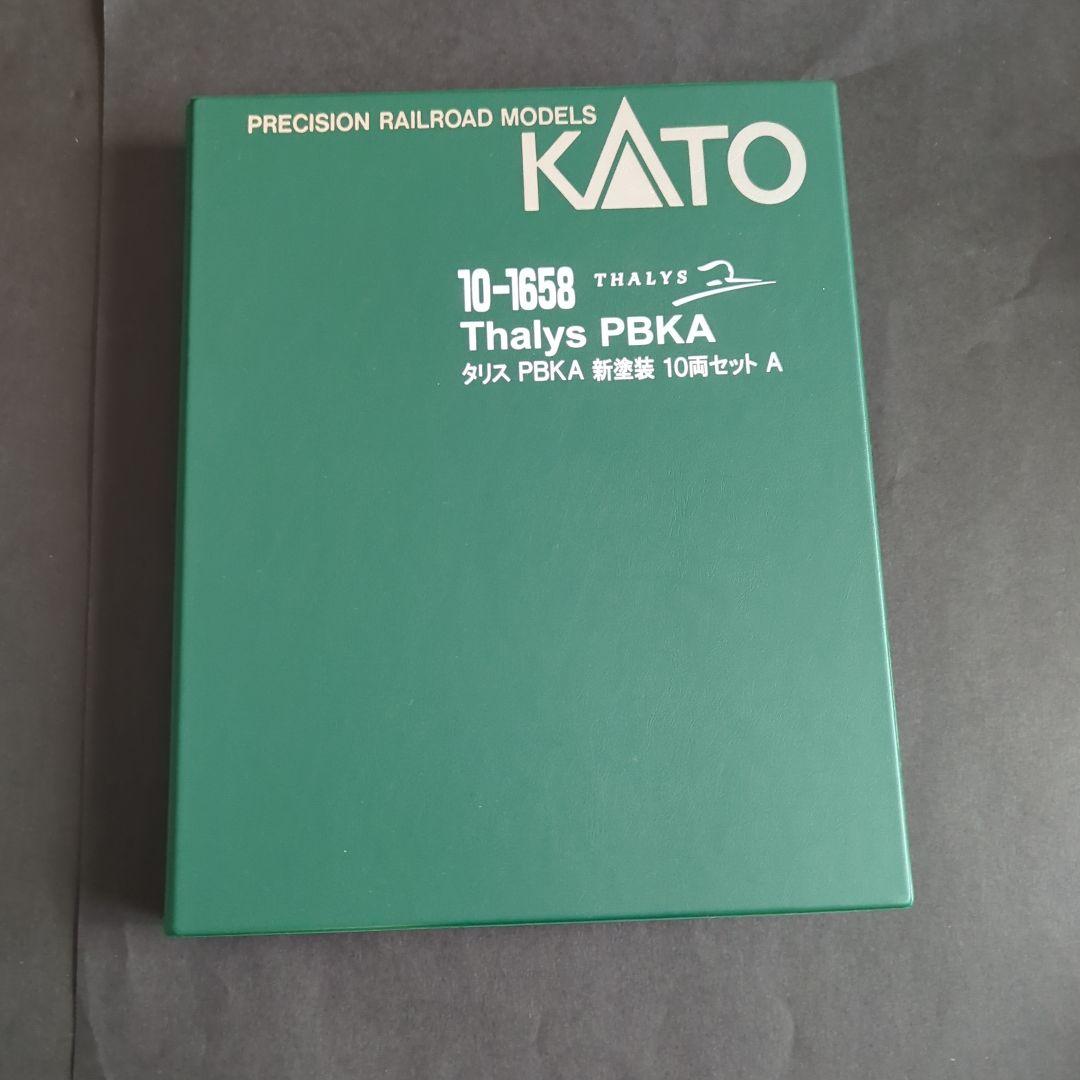 PRECISION RAILROAD MODELS
KATO
10-1658 THALYS
Thalys PBKA
タリス PBKA 新塗装 10両セット A